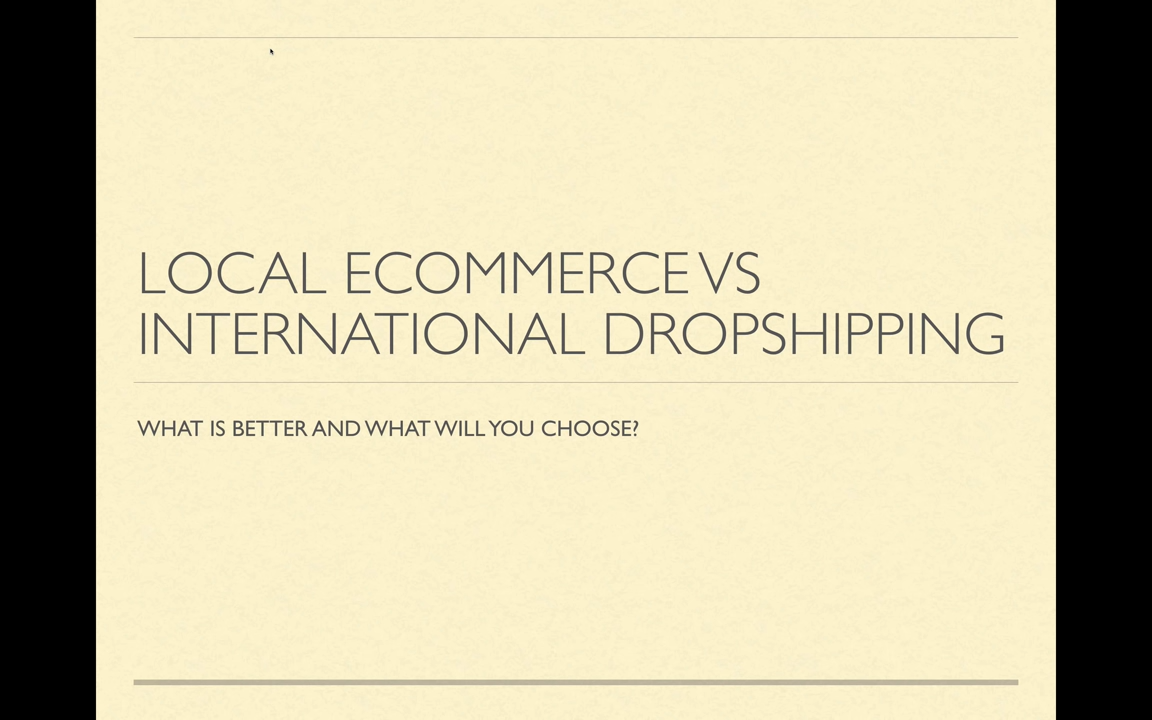 LOCAL ECOMMERCE VS
INTERNATIONAL DROPSHIPPING
WHAT IS BETTER AND WHAT WILL YOU CHOOSE?